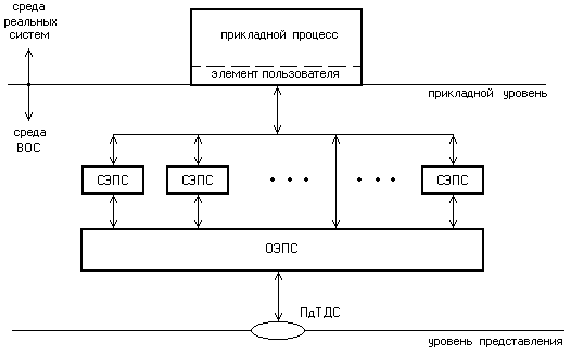 среда
реальных
систем
прикладной процесс
элемент пользователя
прикладной уровень
среда
ВОС
СЭПС
СЭПС
СЭПС
ОЭПС
ПдТДС
уровень представления